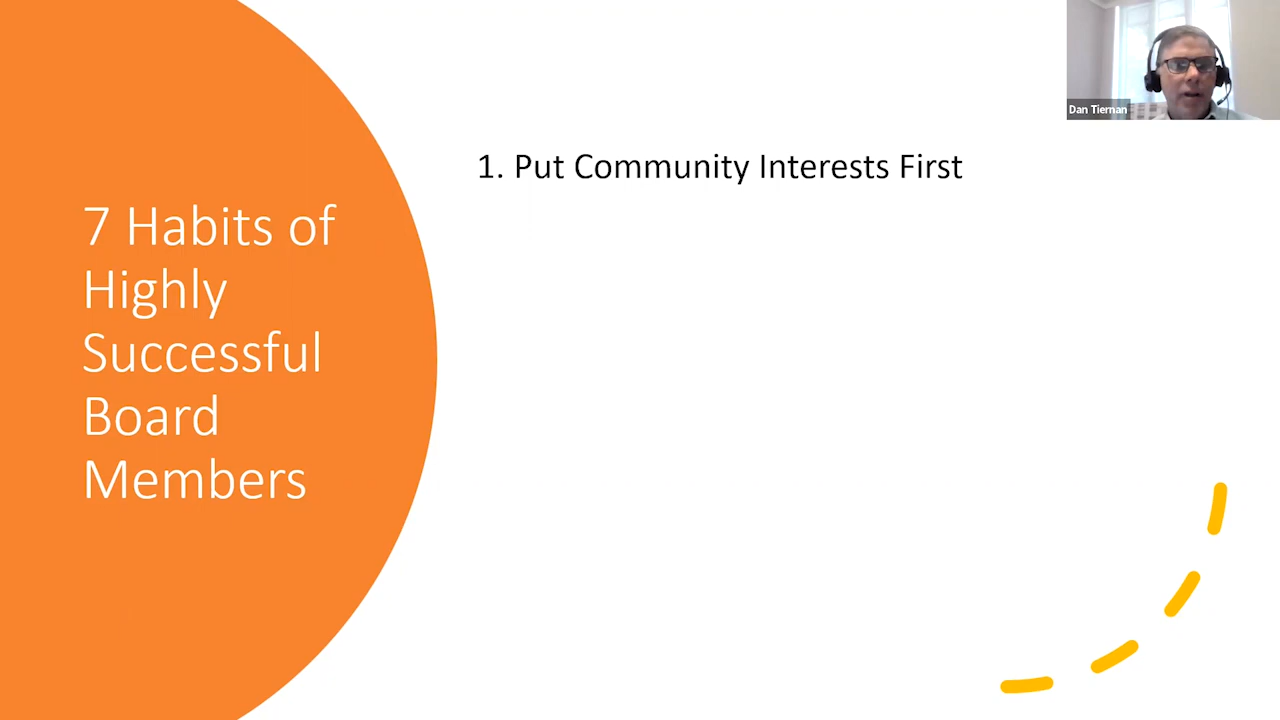 7 Habits of
Highly
Successful
Board
Members
1. Put Community Interests First
Dan Tiernan